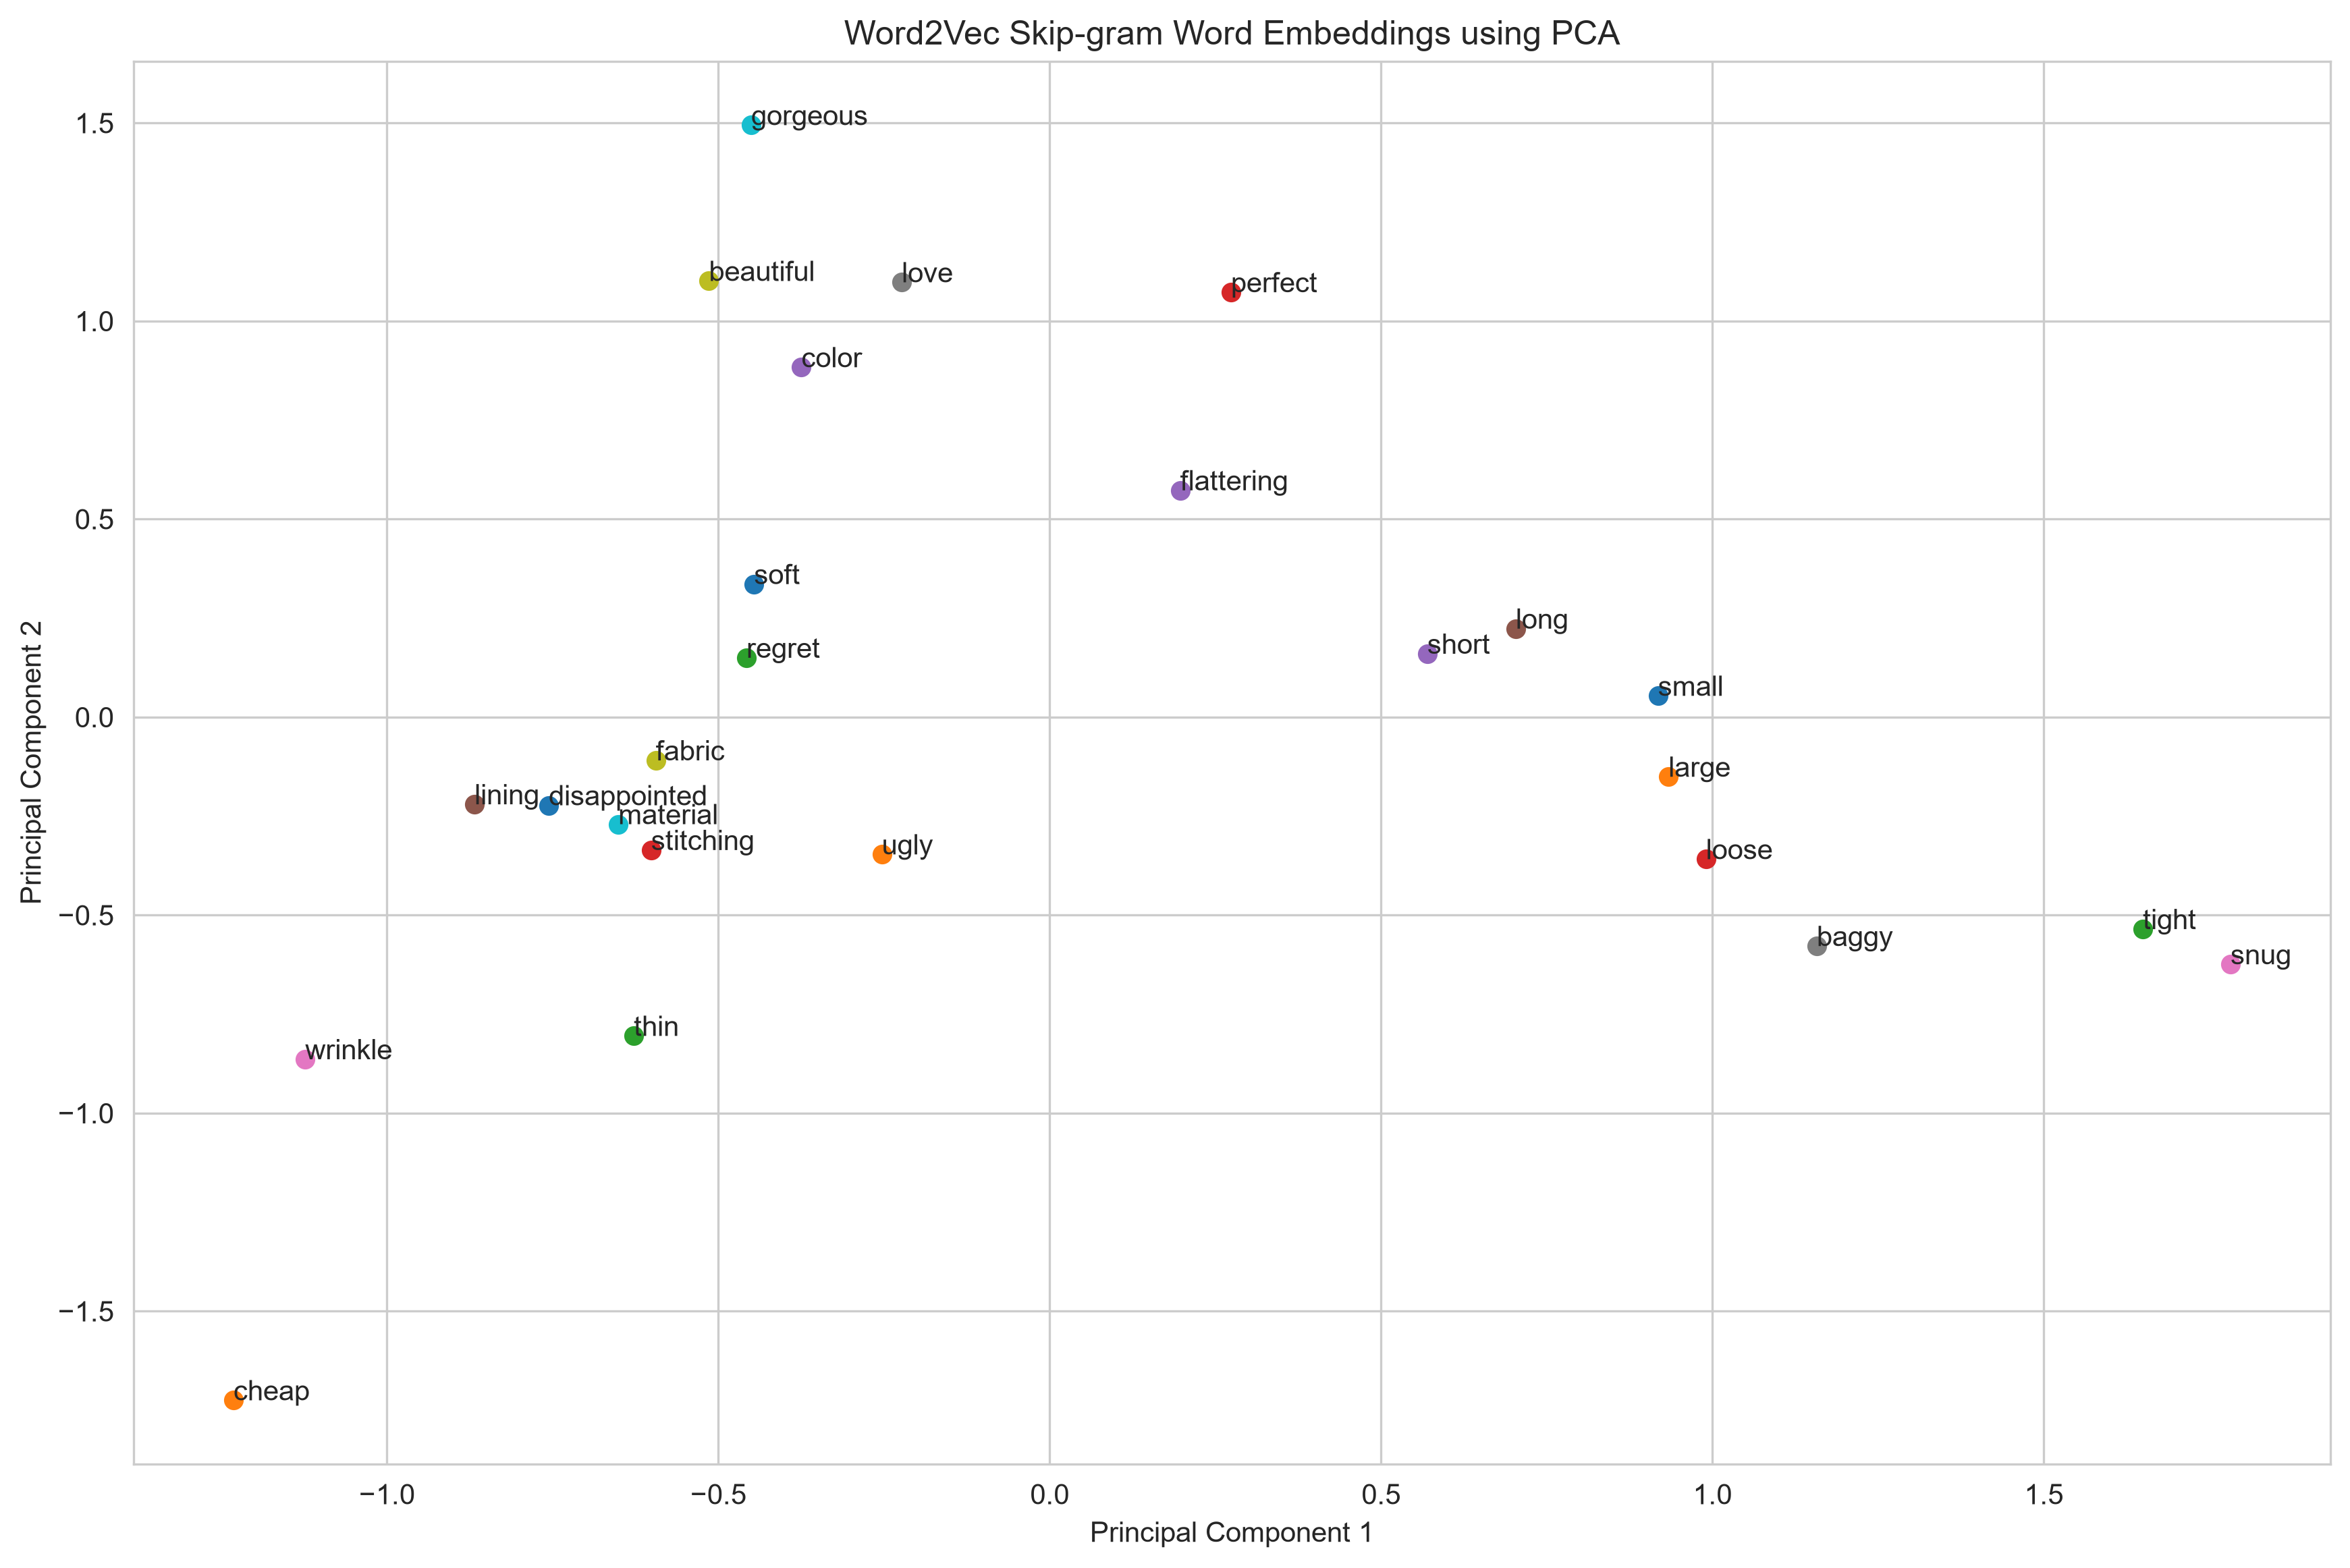 Word2Vec Skip-gram Word Embeddings using PCA
1.5
gorgeous
beautiful
love
perfect
1.0
color
flattering
0.5
soft
long
short
regret
small
0.0
fabric
large
lining
disappointed
material
stitching
ugly
loose
−0.5
tight
baggy
snug
thin
wrinkle
−1.0
−1.5
cheap
−1.0
−0.5
0.0
0.5
1.0
1.5
Principal Component 1
Principal Component 2